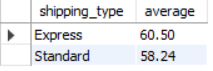 shipping_type average
Express 60.50
Standard 58.24